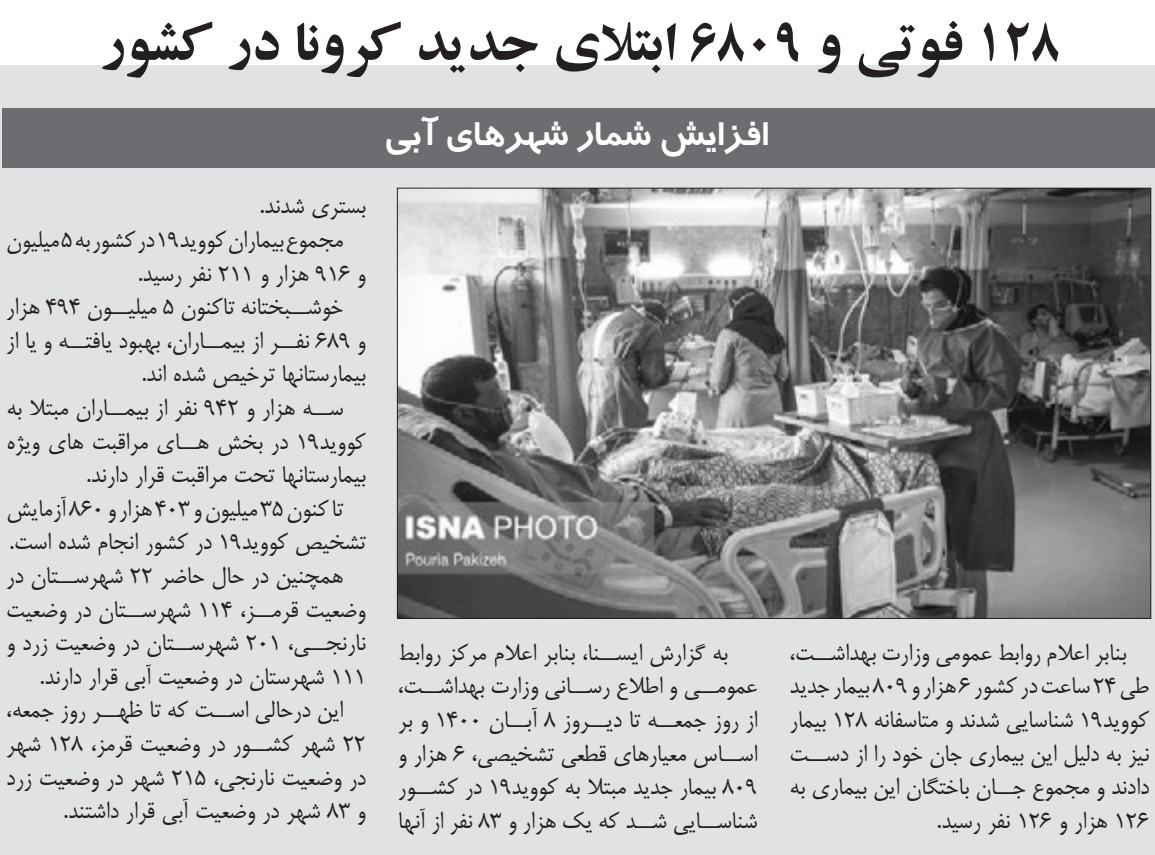 ۱۲۸ فوتی و ۶۸۰۹ ابتلای جدید کرونا در کشور
افزایش شمار شهرهای آبی
ISNA PHOTO
Pouria Pakizeh
بنابر اعلام روابط عمومی وزارت بهداشت،
طی ۲۴ ساعت در کشور ۶ هزار و ۸۰۹ بیمار جدید
کووید۱۹ شناسایی شدند و متاسفانه ۱۲۸ بیمار
نیز به دلیل این بیماری جان خود را از دست
دادند و مجموع جان باختگان این بیماری به
۱۲۶ هزار و ۱۲۶ نفر رسید.
به گزارش ایسنا، بنابر اعلام مرکز روابط
عمومی و اطلاع رسانی وزارت بهداشت،
از روز جمعه تا دیروز ۸ آبان ۱۴۰۰ و بر
اساس معیارهای قطعی تشخیصی، ۶ هزار و
۸۰۹ بیمار جدید مبتلا به کووید۱۹ در کشور
شناسایی شد که یک هزار و ۸۳ نفر از آنها
بستری شدند.
مجموع بیماران کووید۱۹ در کشور به ۵ میلیون
و ۹۱۶ هزار و ۲۱۱ نفر رسید.
خوشبختانه تاکنون ۵ میلیون ۴۹۴ هزار
و ۶۸۹ نفر از بیماران، بهبود یافته و یا از
بیمارستانها ترخیص شده اند.
سه هزار و ۹۴۲ نفر از بیماران مبتلا به
کووید۱۹ در بخش های مراقبت های ویژه
بیمارستانها تحت مراقبت قرار دارند.
تا کنون ۳۵ میلیون و ۴۰۳ هزار و ۸۶۰ آزمایش
تشخیص کووید۱۹ در کشور انجام شده است.
همچنین در حال حاضر ۲۲ شهرستان در
وضعیت قرمز، ۱۱۴ شهرستان در وضعیت
نارنجی، ۲۰۱ شهرستان در وضعیت زرد و
۱۱۱ شهرستان در وضعیت آبی قرار دارند.
این درحالی است که تا ظهر روز جمعه،
۲۲ شهر کشور در وضعیت قرمز، ۱۲۸ شهر
در وضعیت نارنجی، ۲۱۵ شهر در وضعیت زرد
و ۸۳ شهر در وضعیت آبی قرار داشتند.